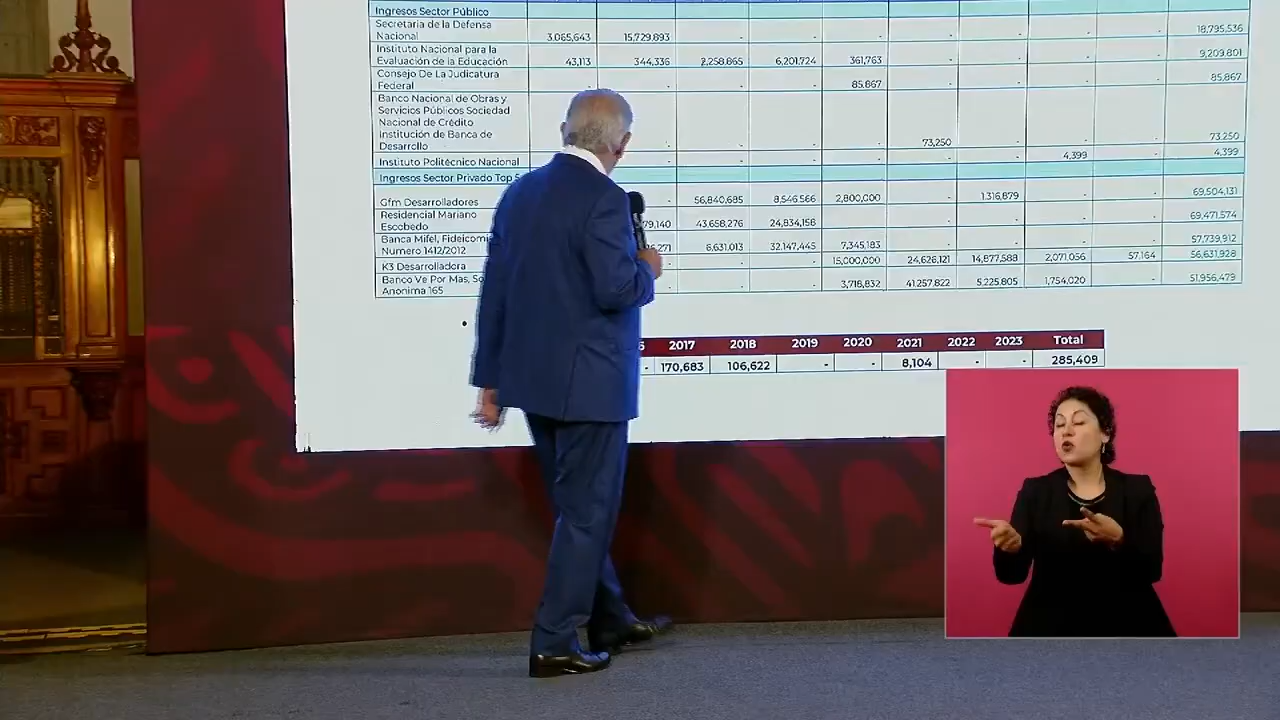 Ingresos Sector Público
Secretaria de la Defensa
Nacional 3,065,643 15,729,893 - - - - - - - 18,795,536
Instituto Nacional para la
Evaluación de la Educación 43,113 344,336 2,258,865 6,201,724 361,763 - - - - 9,209,801
Consejo De La Judicatura
Federal - - - 85,867 - - - - 85,867
Banco Nacional de Obras y
Servicios Públicos Sociedad
Nacional de Crédito
Institución de Banca de
Desarrollo - - - - 73,250 - - - 73,250
Instituto Politécnico Nacional - - - - - - 4,399 - 4,399
Ingresos Sector Privado Top
Gfm Desarrolladores 56,840,685 8,546,566 2,800,000 - 1,316,879 - - 69,504,131
Residencial Mariano
Escobedo 79,140 43,658,276 24,834,158 - - - - - 69,471,574
Banca Mifel, Fideicomi
Numero 1412/2012 271 8,631,013 32,147,445 7,345,183 - - - - 57,739,912
K3 Desarrolladora - - - 15,000,000 24,626,121 14,877,588 2,071,056 57,164 56,631,928
Banco Ve Por Mas, So
Anonima 165 - - - 3,718,832 41,257,822 5,225,805 1,754,020 - 51,956,479
2017 2018 2019 2020 2021 2022 2023 Total
- 170,683 106,622 - - 8,104 - - 285,409